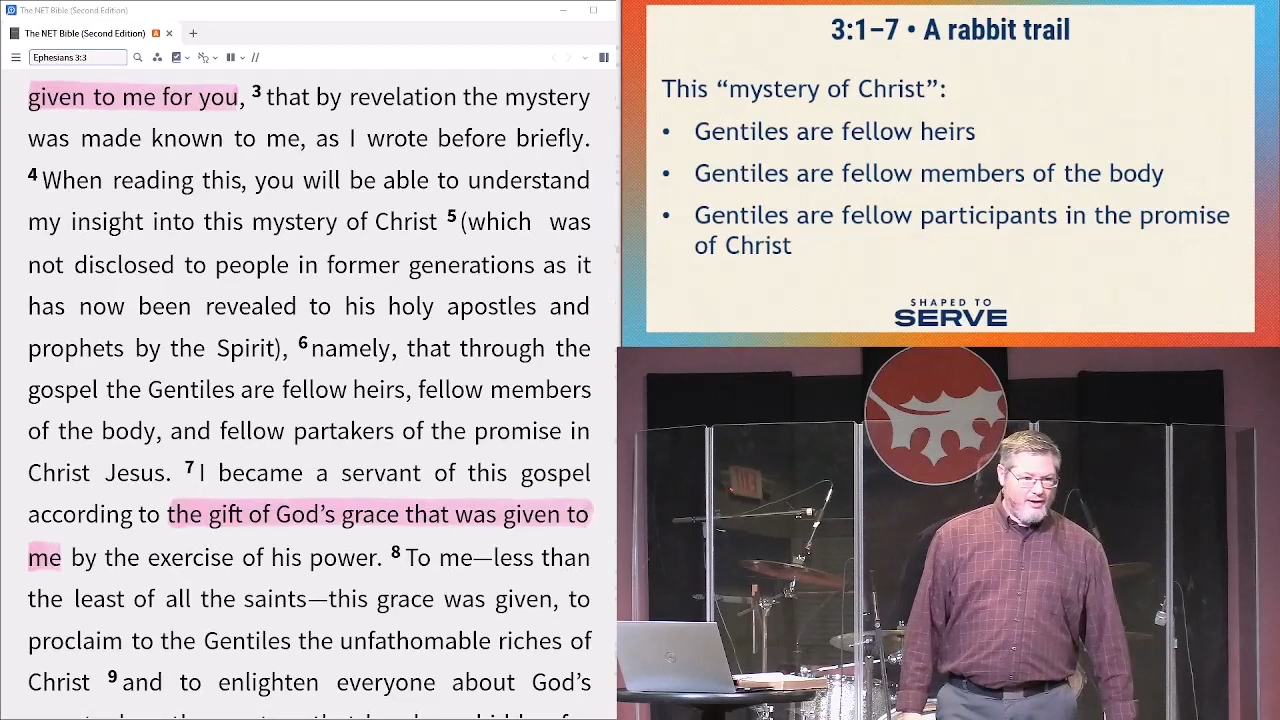 The NET Bible (Second Edition)
The NET Bible (Second Edition) A × +
Ephesians 3:3
given to me for you, 3 that by revelation the mystery
was made known to me, as I wrote before briefly.
4 When reading this, you will be able to understand
my insight into this mystery of Christ 5 (which was
not disclosed to people in former generations as it
has now been revealed to his holy apostles and
prophets by the Spirit), 6 namely, that through the
gospel the Gentiles are fellow heirs, fellow members
of the body, and fellow partakers of the promise in
Christ Jesus. 7 I became a servant of this gospel
according to the gift of God’s grace that was given to
me by the exercise of his power. 8 To me—less than
the least of all the saints—this grace was given, to
proclaim to the Gentiles the unfathomable riches of
Christ 9 and to enlighten everyone about God’s
3:1–7 • A rabbit trail
This “mystery of Christ”:
• Gentiles are fellow heirs
• Gentiles are fellow members of the body
• Gentiles are fellow participants in the promise
of Christ
SHAPED TO
SERVE